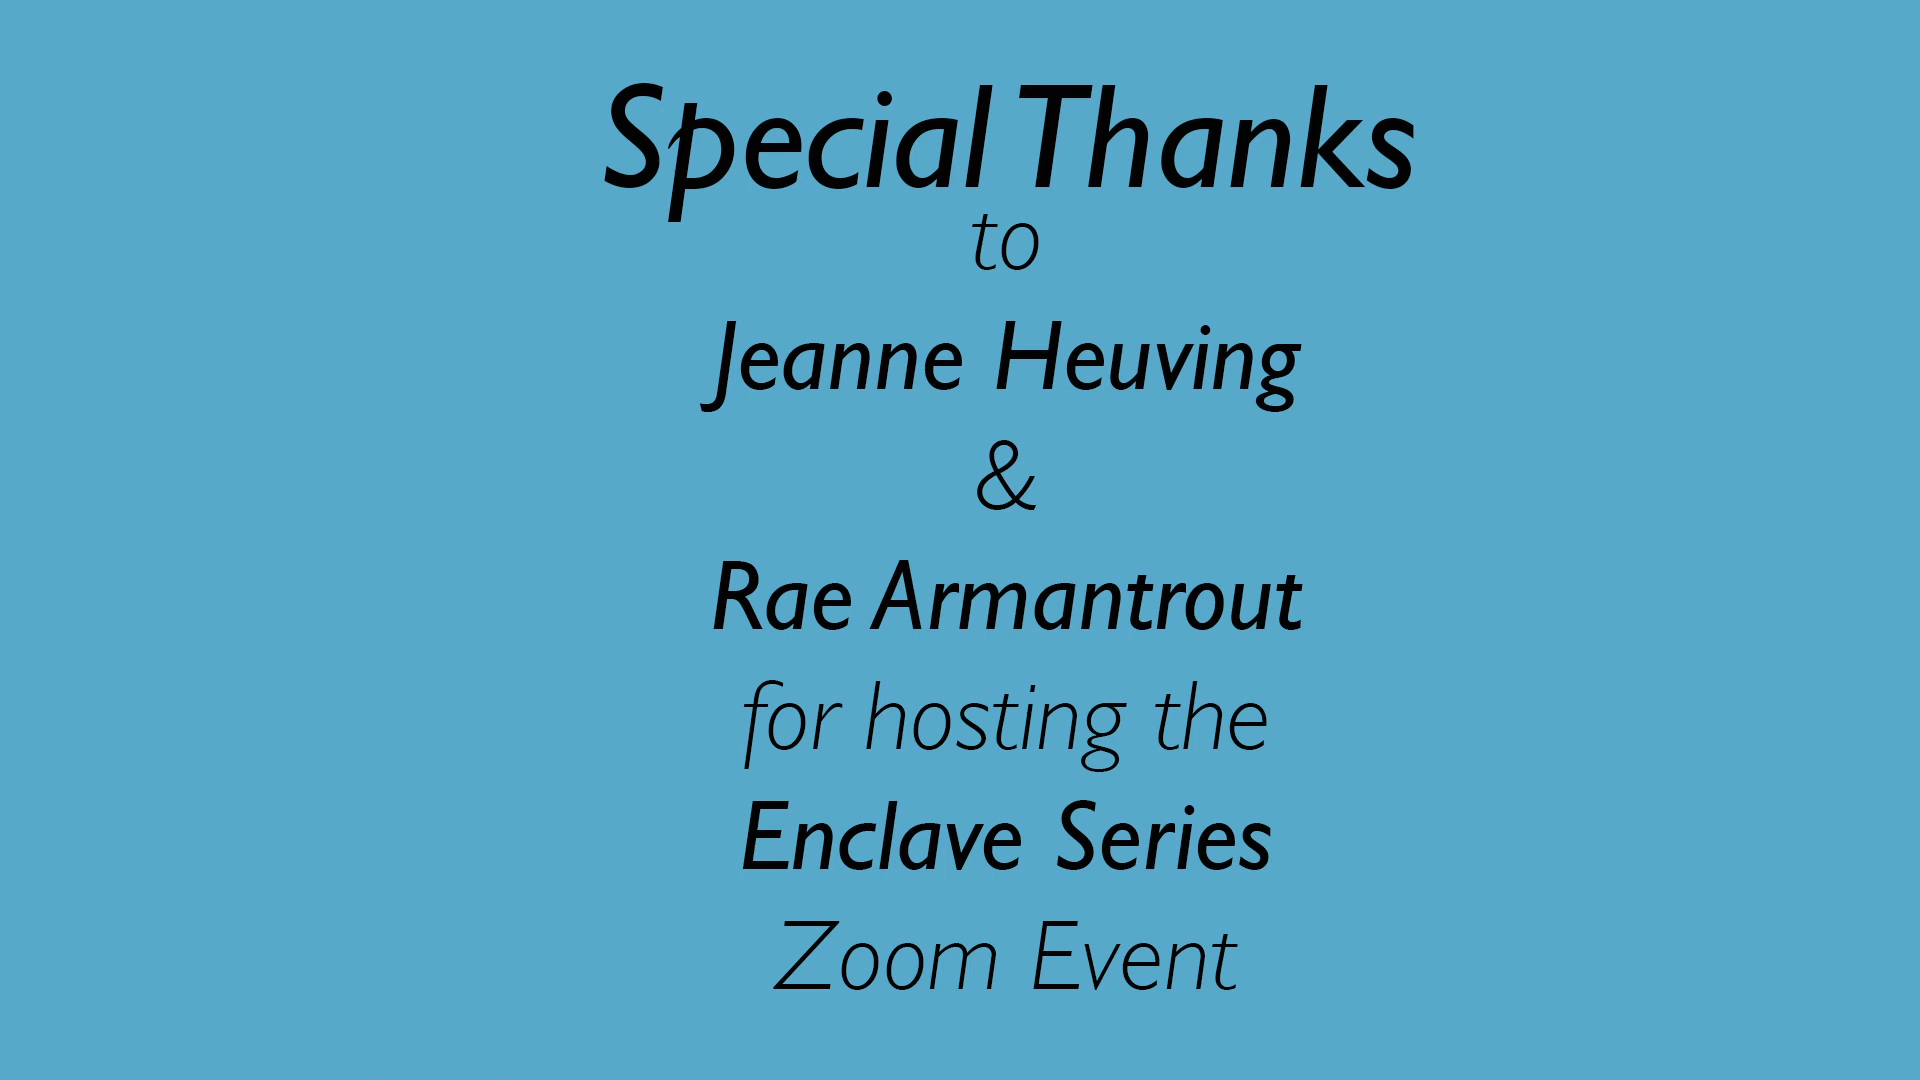 Special Thanks
to
Jeanne Heuving
&
Rae Armantrout
for hosting the
Enclave Series
Zoom Event